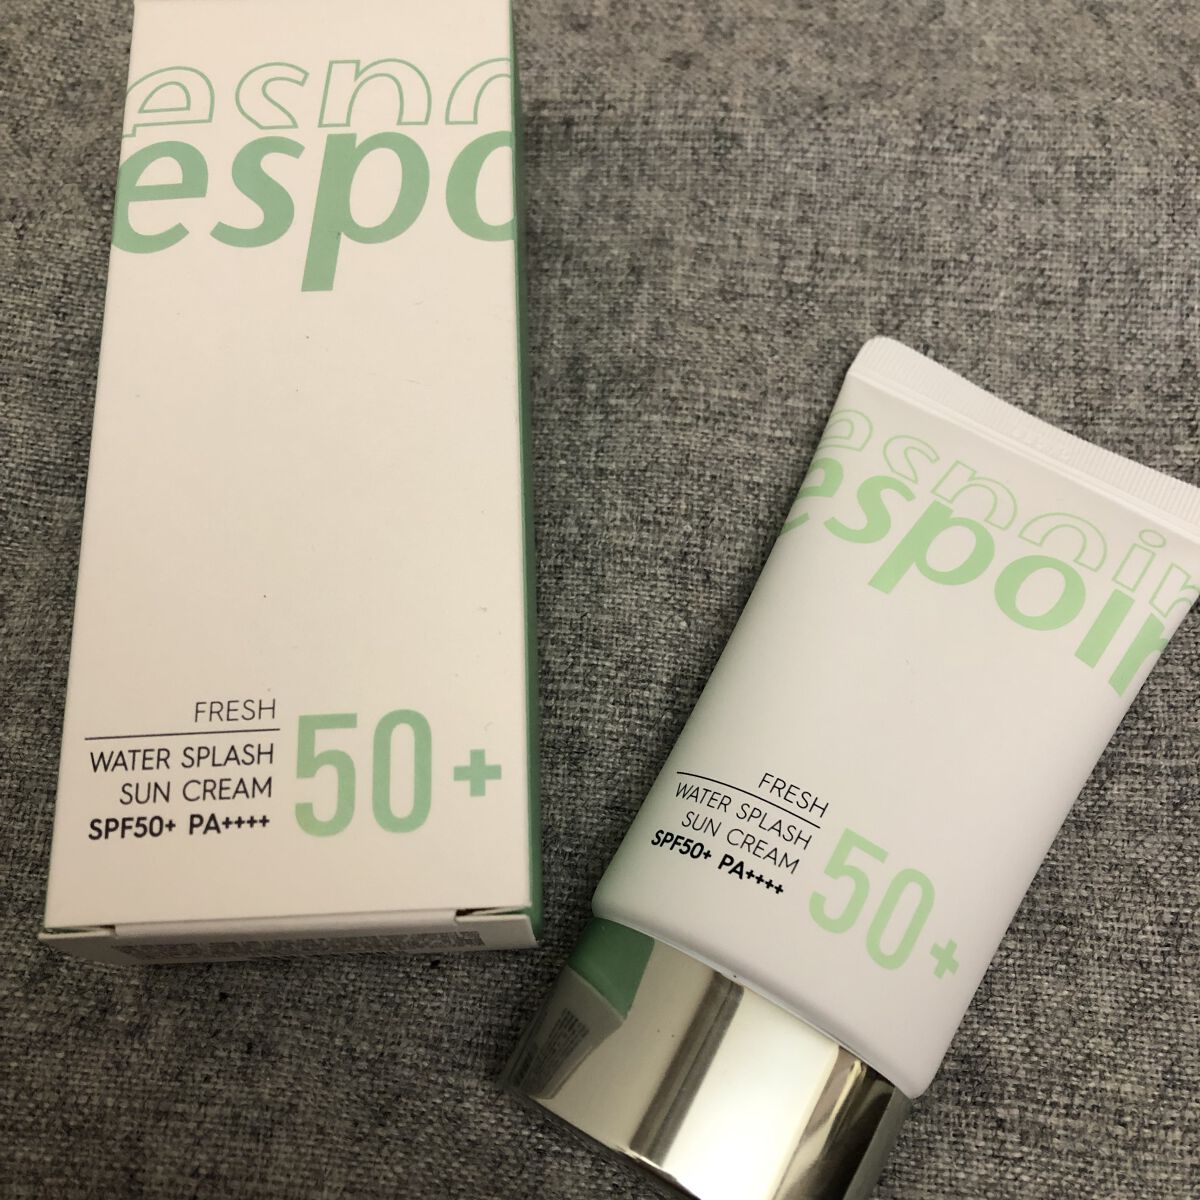 espo
espo
FRESH
WATER SPLASH
SUN CREAM
SPF50+ PA++++
50+
espoir
espoir
FRESH
WATER SPLASH
SUN CREAM
SPF50+ PA++++
50+